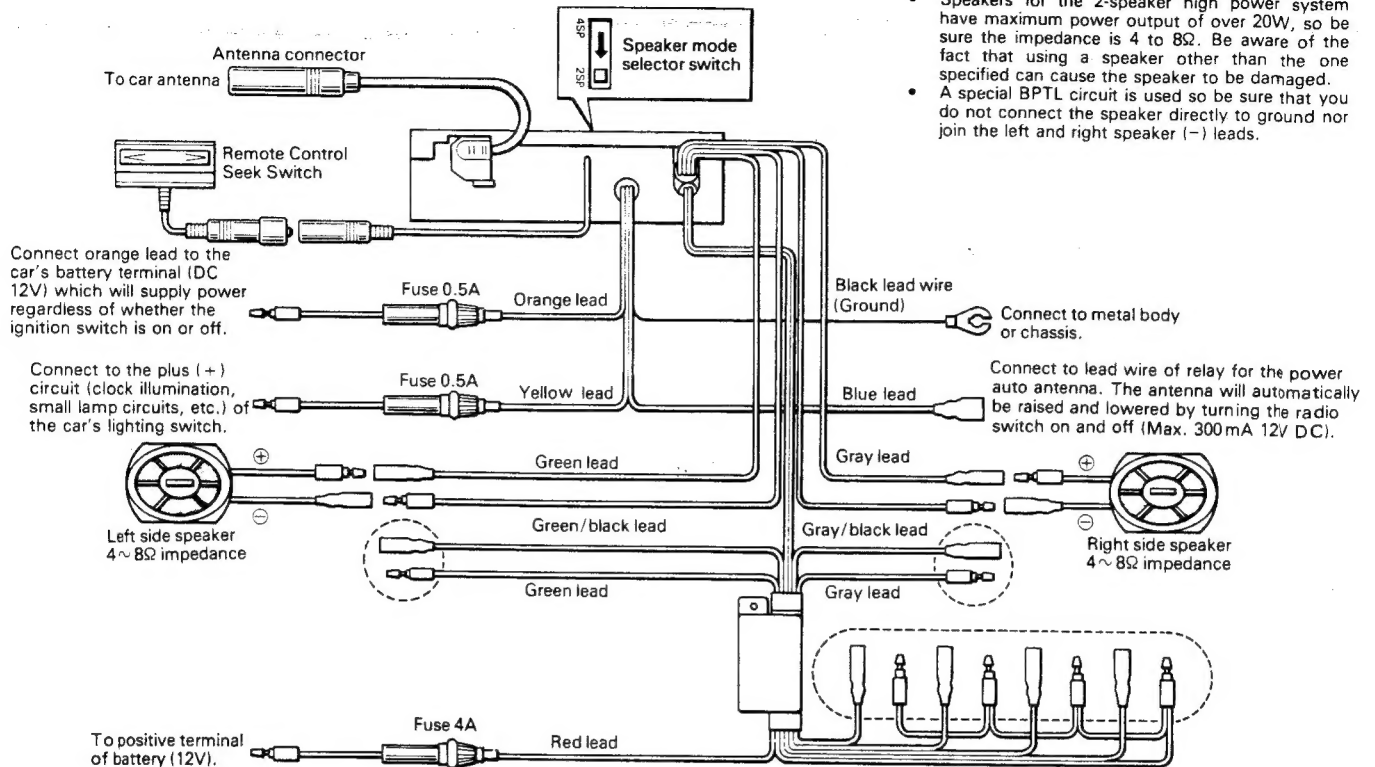 Speakers for the 2-speaker high power system
have maximum power output of over 20W, so be
sure the impedance is 4 to 8Ω. Be aware of the
fact that using a speaker other than the one
specified can cause the speaker to be damaged.
• A special BPTL circuit is used so be sure that you
do not connect the speaker directly to ground nor
join the left and right speaker (−) leads.
4SP
2SP
Speaker mode
selector switch
Antenna connector
To car antenna
Remote Control
Seek Switch
Connect orange lead to the
car's battery terminal (DC
12V) which will supply power
regardless of whether the
ignition switch is on or off.
Fuse 0.5A
Orange lead
Black lead wire
(Ground)
Connect to metal body
or chassis.
Connect to the plus (+)
circuit (clock illumination,
small lamp circuits, etc.) of
the car's lighting switch.
Fuse 0.5A
Yellow lead
Blue lead
Connect to lead wire of relay for the power
auto antenna. The antenna will automatically
be raised and lowered by turning the radio
switch on and off (Max. 300mA 12V DC).
⊕
Green lead
Gray lead
⊕
⊖
Green/black lead
Gray/black lead
⊖
Left side speaker
4~8Ω impedance
Right side speaker
4~8Ω impedance
Green lead
Gray lead
To positive terminal
of battery (12V).
Fuse 4A
Red lead